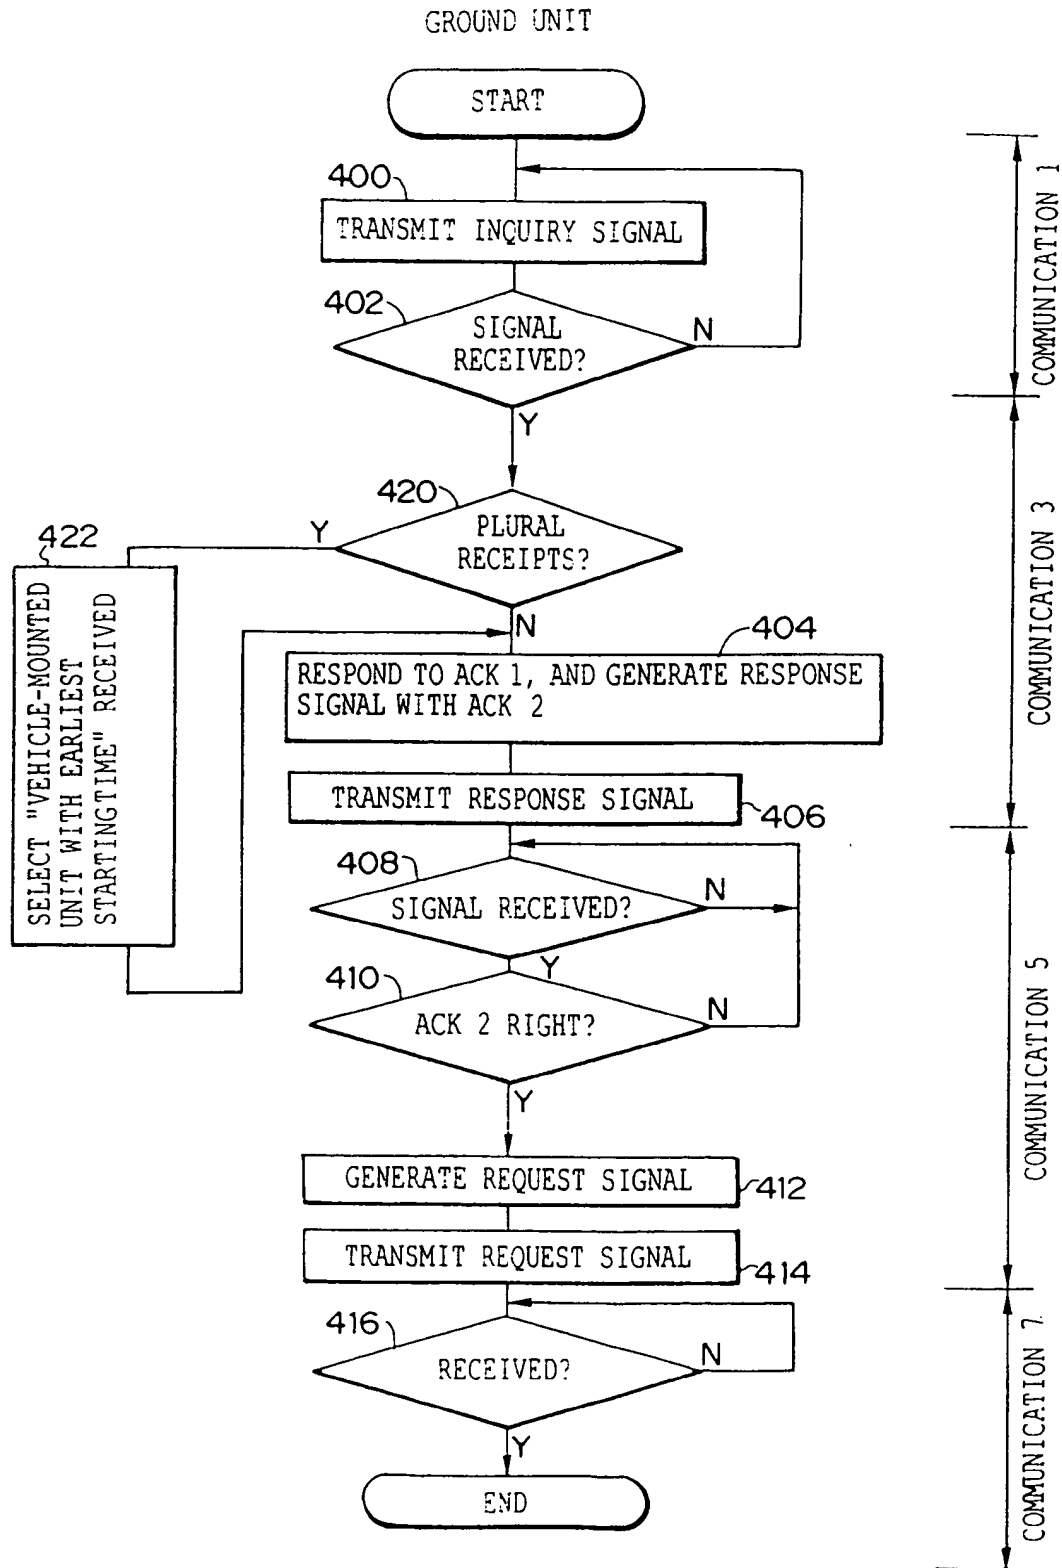 GROUND UNIT
START
400
TRANSMIT INQUIRY SIGNAL
402
SIGNAL
RECEIVED?
N
Y
420
PLURAL
RECEIPTS?
Y
N
422
SELECT "VEHICLE-MOUNTED
UNIT WITH EARLIEST
STARTINGTIME" RECEIVED
404
RESPOND TO ACK 1, AND GENERATE RESPONSE
SIGNAL WITH ACK 2
TRANSMIT RESPONSE SIGNAL
406
408
SIGNAL RECEIVED?
N
Y
410
ACK 2 RIGHT?
N
Y
GENERATE REQUEST SIGNAL
412
TRANSMIT REQUEST SIGNAL
414
416
RECEIVED?
N
Y
END
COMMUNICATION 1
COMMUNICATION 3
COMMUNICATION 5
COMMUNICATION 7